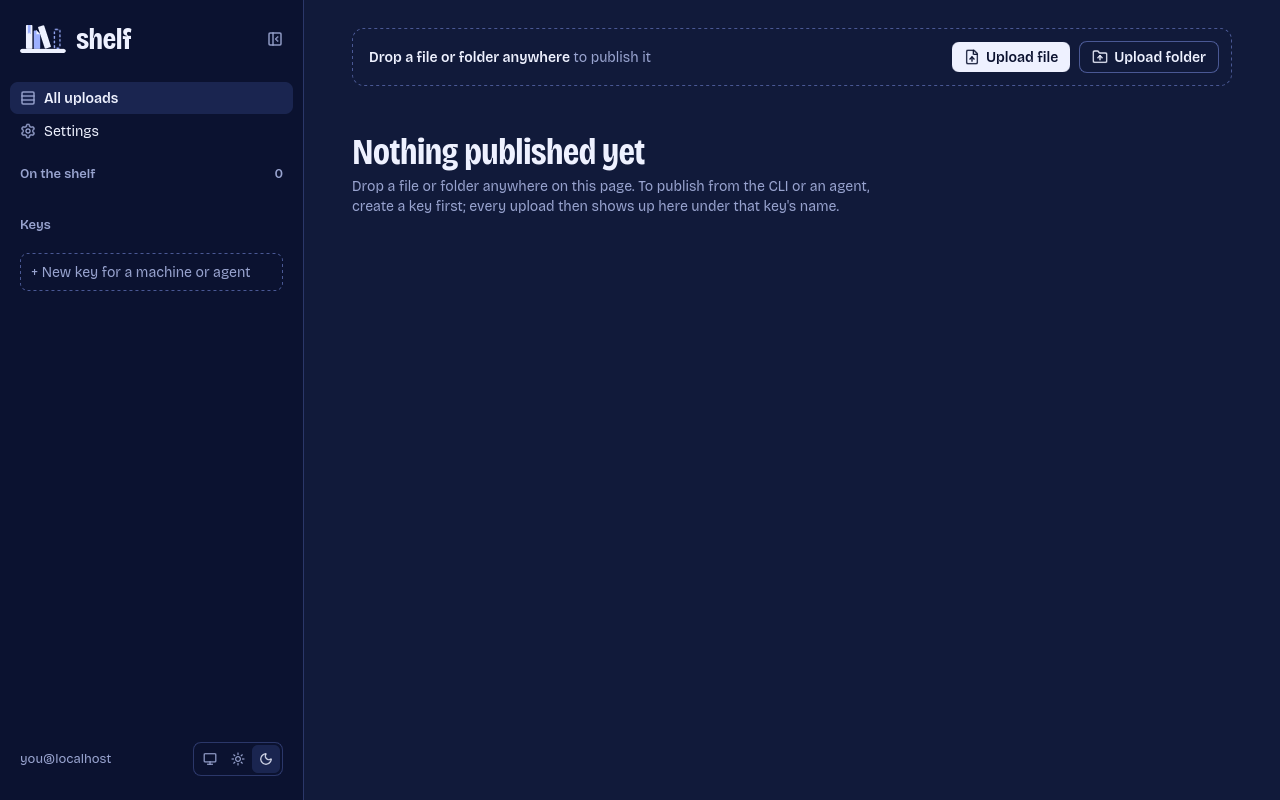 shelf
All uploads
Settings
On the shelf 0
Keys
+ New key for a machine or agent
you@localhost
Drop a file or folder anywhere to publish it
Upload file
Upload folder
Nothing published yet
Drop a file or folder anywhere on this page. To publish from the CLI or an agent,
create a key first; every upload then shows up here under that key's name.